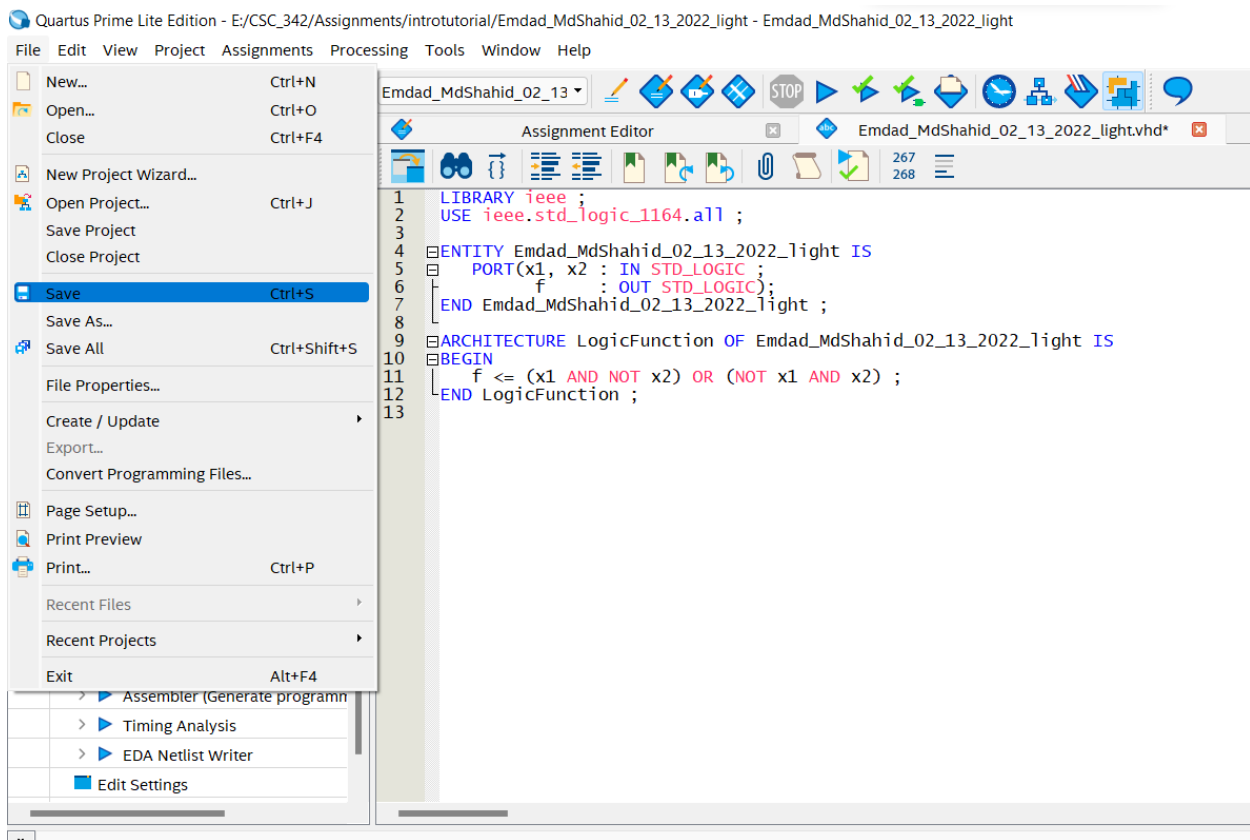 Quartus Prime Lite Edition - E:/CSC_342/Assignments/introtutorial/Emdad_MdShahid_02_13_2022_light - Emdad_MdShahid_02_13_2022_light
File Edit View Project Assignments Processing Tools Window Help
New... Ctrl+N
Open... Ctrl+O
Close Ctrl+F4
New Project Wizard...
Open Project... Ctrl+J
Save Project
Close Project
Save Ctrl+S
Save As...
Save All Ctrl+Shift+S
File Properties...
Create / Update
Export...
Convert Programming Files...
Page Setup...
Print Preview
Print... Ctrl+P
Recent Files
Recent Projects
Exit Alt+F4
Assembler (Generate programm
Timing Analysis
EDA Netlist Writer
Edit Settings
Emdad_MdShahid_02_13
STOP
Assignment Editor
abc
Emdad_MdShahid_02_13_2022_light.vhd*
267
268
1 LIBRARY ieee ;
2 USE ieee.std_logic_1164.all ;
3
4 ENTITY Emdad_MdShahid_02_13_2022_light IS
5 PORT(x1, x2 : IN STD_LOGIC ;
6 f : OUT STD_LOGIC);
7 END Emdad_MdShahid_02_13_2022_light ;
8
9 ARCHITECTURE LogicFunction OF Emdad_MdShahid_02_13_2022_light IS
10 BEGIN
11 f <= (x1 AND NOT x2) OR (NOT x1 AND x2) ;
12 END LogicFunction ;
13